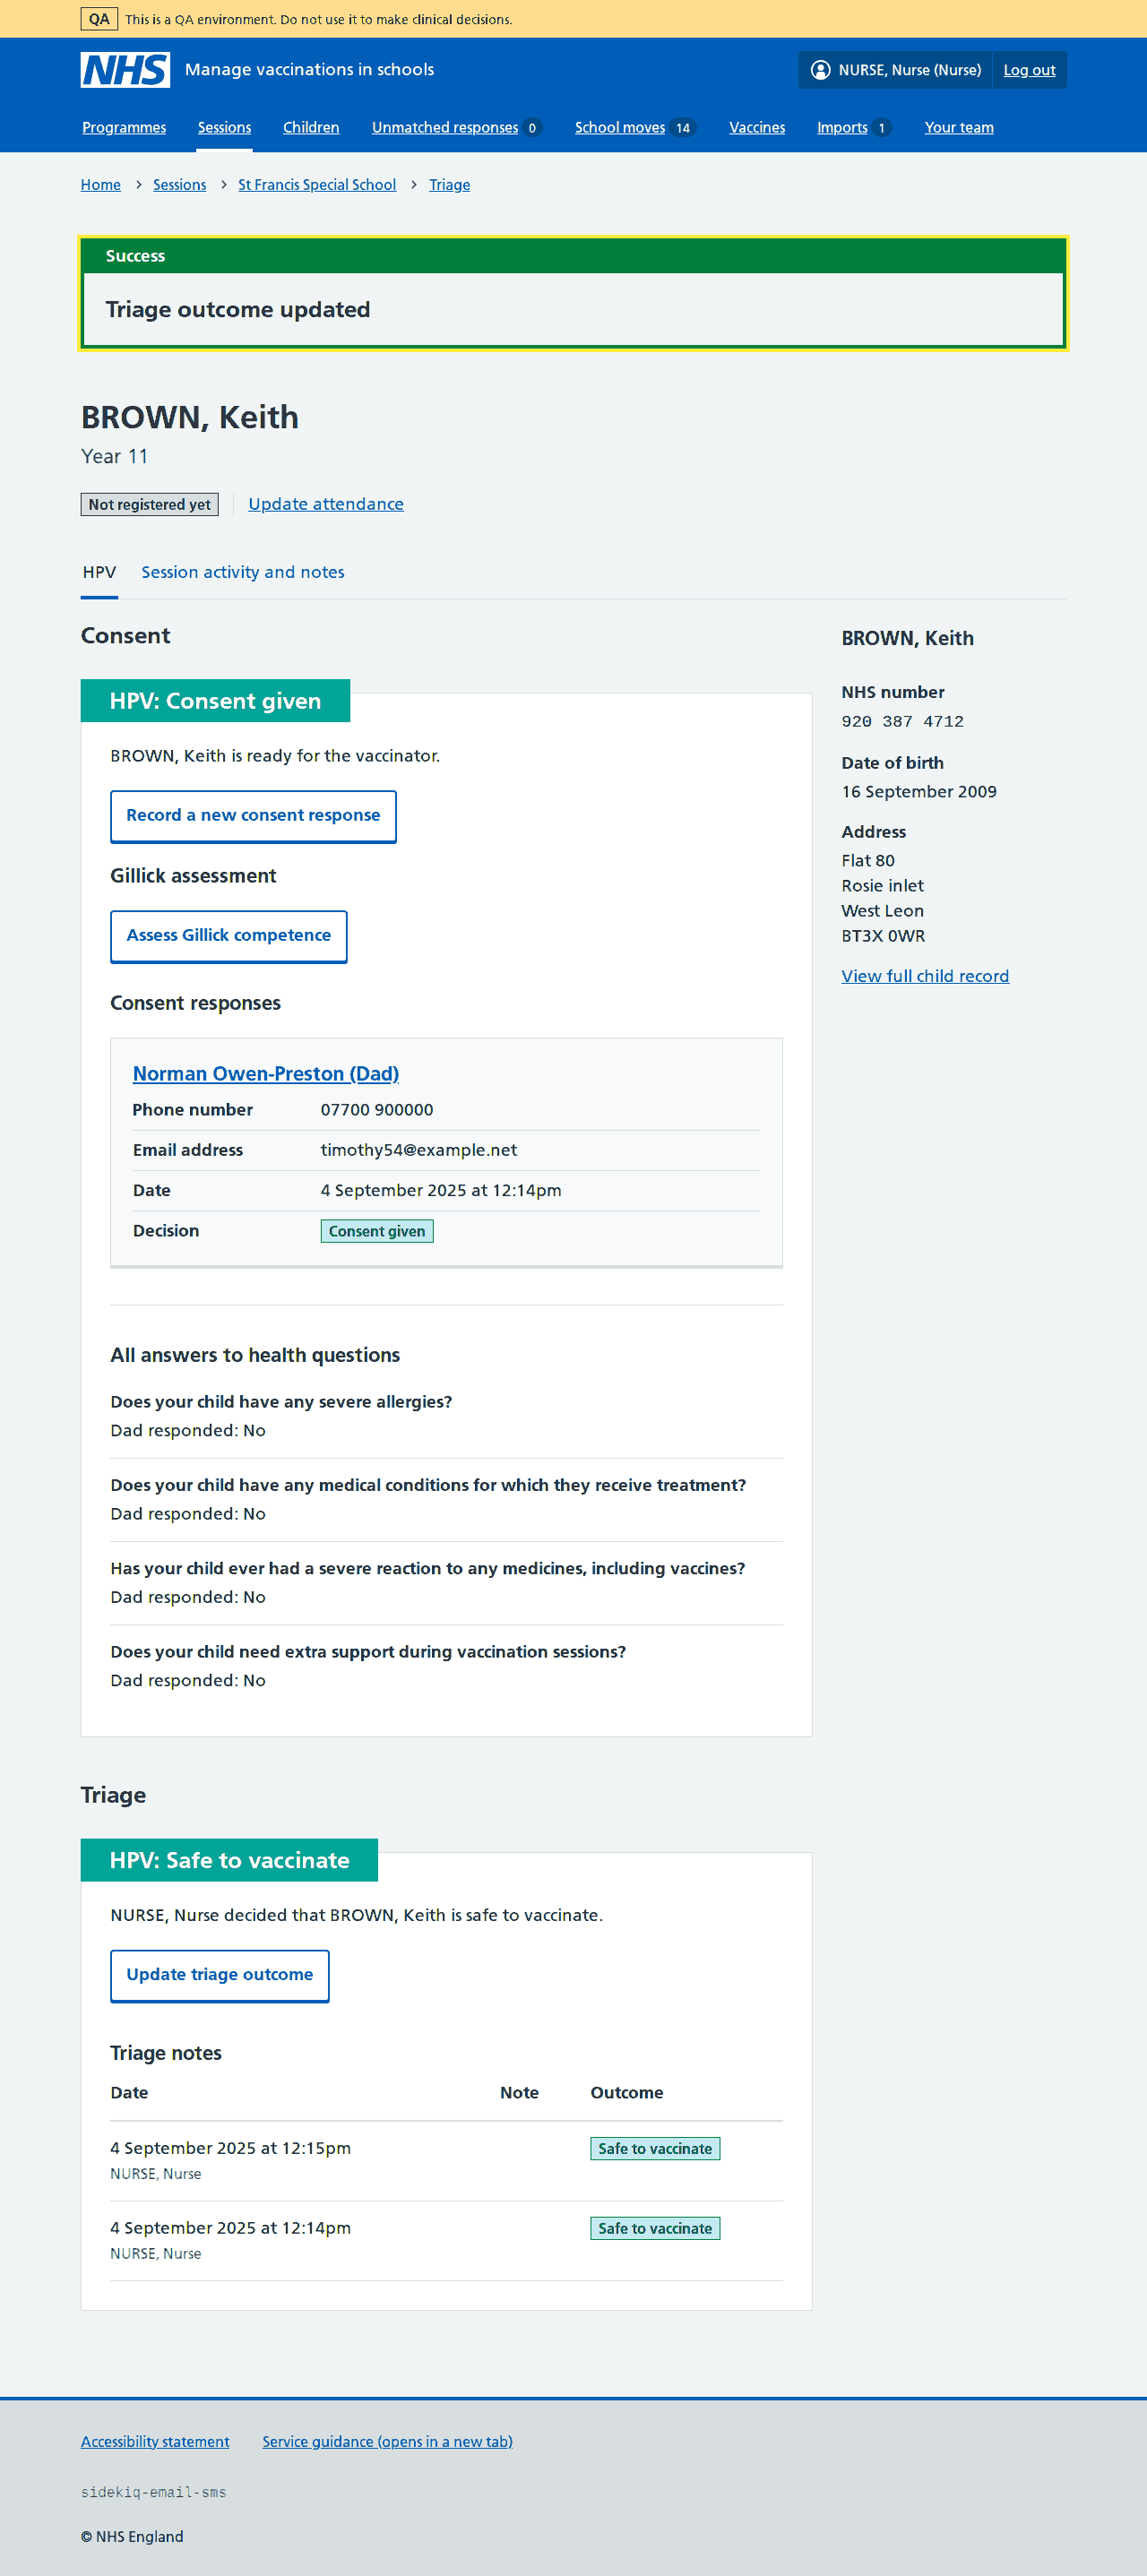 QA This is a QA environment. Do not use it to make clinical decisions.
NHS Manage vaccinations in schools NURSE, Nurse (Nurse) Log out
Programmes Sessions Children Unmatched responses 0 School moves 14 Vaccines Imports 1 Your team
Home › Sessions › St Francis Special School › Triage
Success
Triage outcome updated
BROWN, Keith
Year 11
Not registered yet Update attendance
HPV Session activity and notes
Consent
HPV: Consent given
BROWN, Keith is ready for the vaccinator.
Record a new consent response
Gillick assessment
Assess Gillick competence
Consent responses
Norman Owen-Preston (Dad)
Phone number 07700 900000
Email address timothy54@example.net
Date 4 September 2025 at 12:14pm
Decision Consent given
All answers to health questions
Does your child have any severe allergies?
Dad responded: No
Does your child have any medical conditions for which they receive treatment?
Dad responded: No
Has your child ever had a severe reaction to any medicines, including vaccines?
Dad responded: No
Does your child need extra support during vaccination sessions?
Dad responded: No
BROWN, Keith
NHS number
920 387 4712
Date of birth
16 September 2009
Address
Flat 80
Rosie inlet
West Leon
BT3X 0WR
View full child record
Triage
HPV: Safe to vaccinate
NURSE, Nurse decided that BROWN, Keith is safe to vaccinate.
Update triage outcome
Triage notes
Date Note Outcome
4 September 2025 at 12:15pm Safe to vaccinate
NURSE, Nurse
4 September 2025 at 12:14pm Safe to vaccinate
NURSE, Nurse
Accessibility statement Service guidance (opens in a new tab)
sidekiq-email-sms
© NHS England